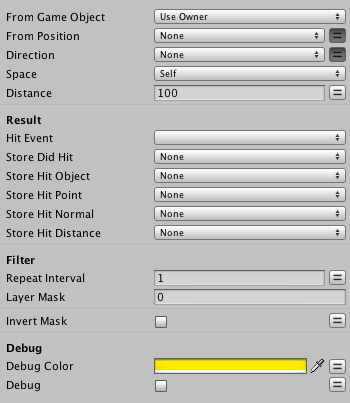 From Game Object Use Owner
From Position None
Direction None
Space Self
Distance 100
Result
Hit Event
Store Did Hit None
Store Hit Object None
Store Hit Point None
Store Hit Normal None
Store Hit Distance None
Filter
Repeat Interval 1
Layer Mask 0
Invert Mask
Debug
Debug Color
Debug